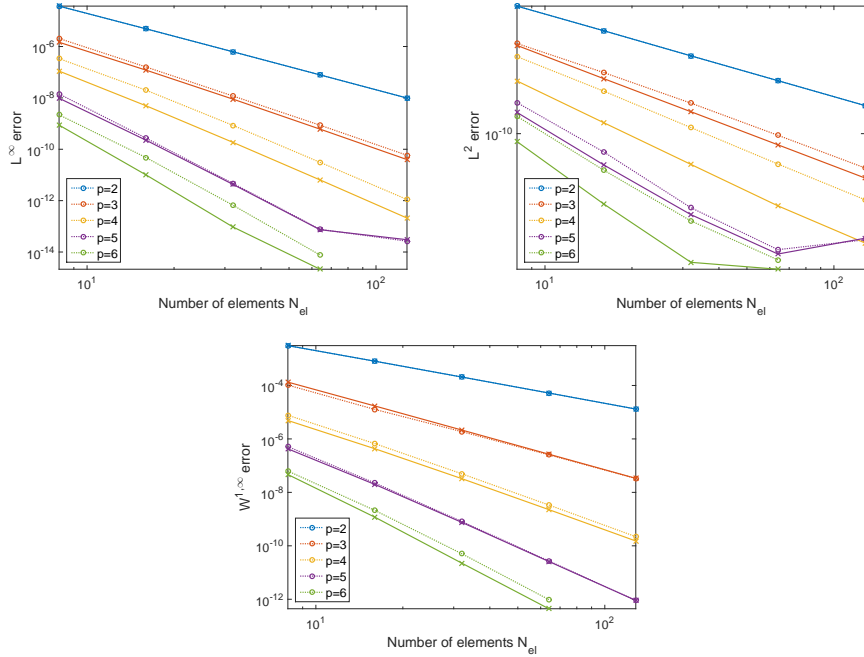 10^-6
10^-8
10^-10
10^-12
10^-14
L^∞ error
p=2
p=3
p=4
p=5
p=6
10^1
10^2
Number of elements N_el
10^-10
L^2 error
p=2
p=3
p=4
p=5
p=6
10^1
10^2
Number of elements N_el
10^-4
10^-6
10^-8
10^-10
10^-12
W^1,∞ error
p=2
p=3
p=4
p=5
p=6
10^1
10^2
Number of elements N_el